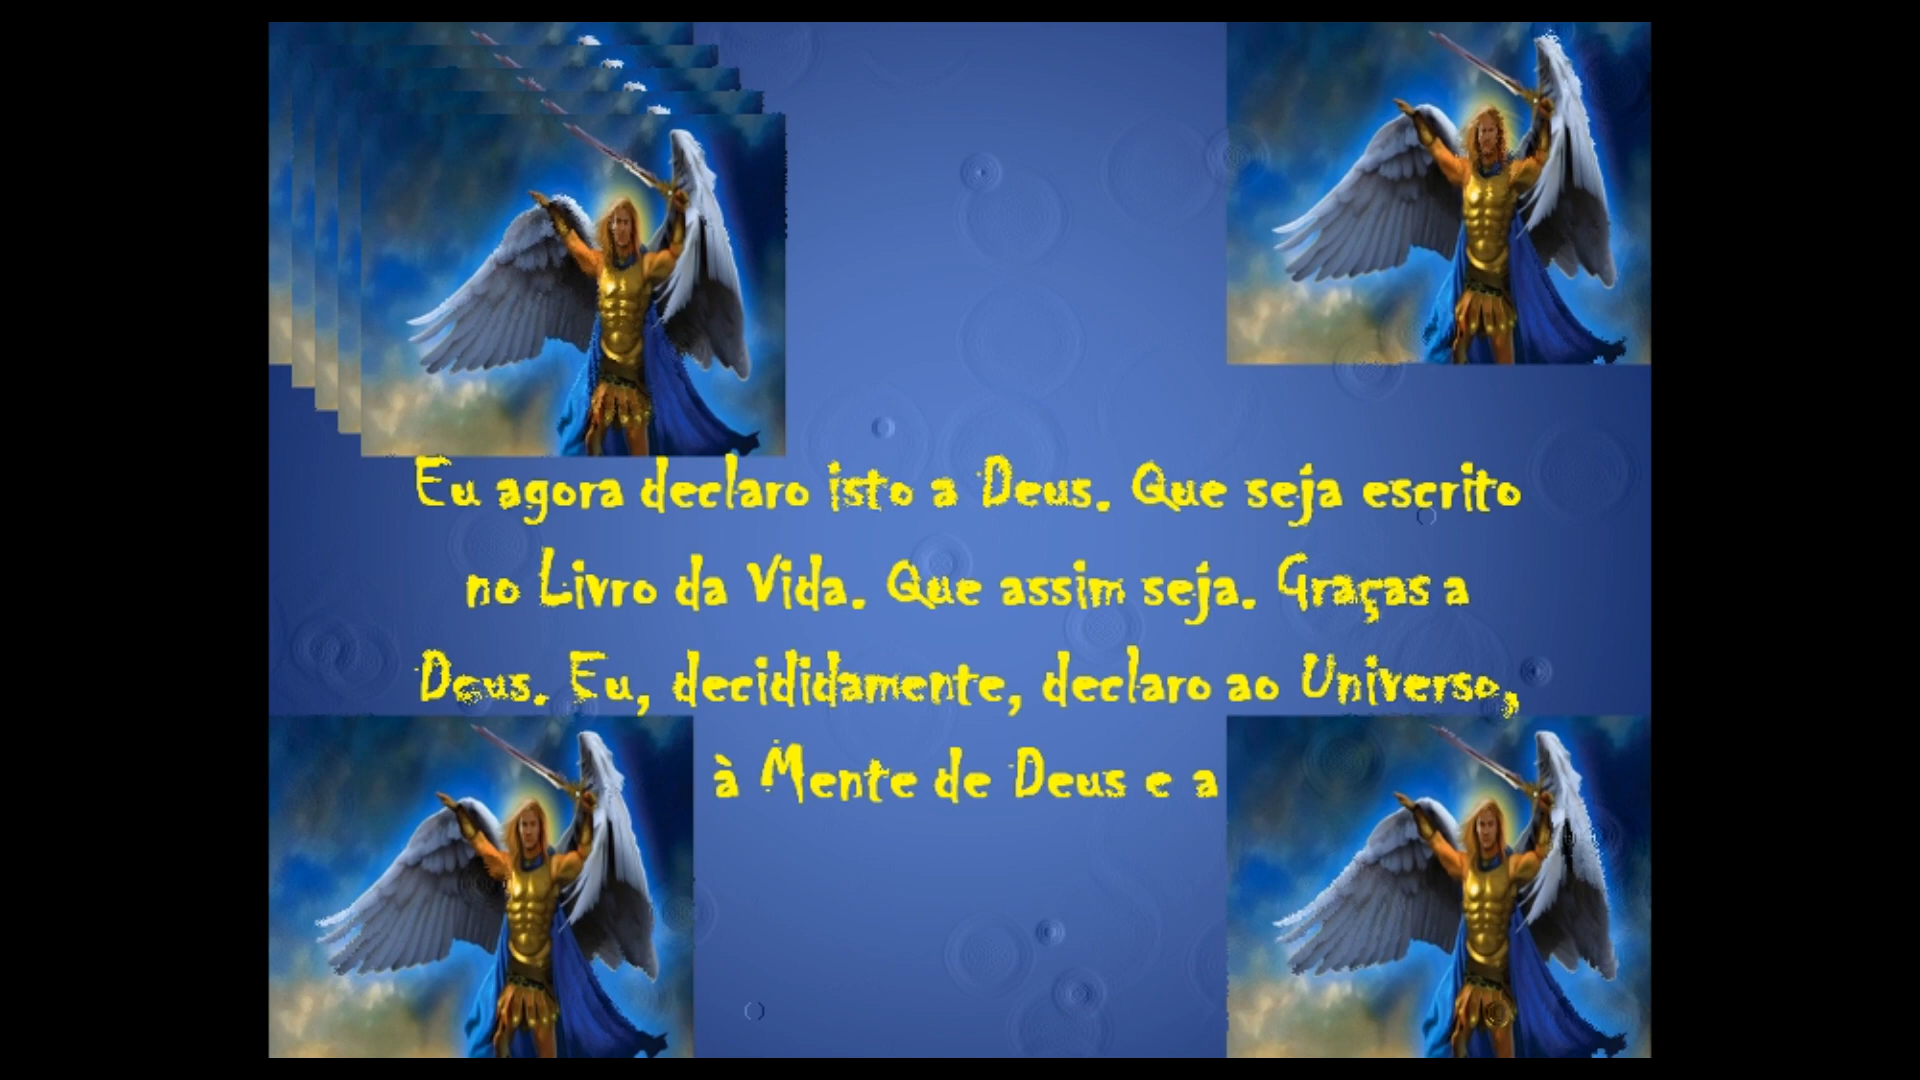 Eu agora declaro isto a Deus. Que seja escrito
no Livro da Vida. Que assim seja. Graças a
Deus. Eu, decididamente, declaro ao Universo,
à Mente de Deus e a